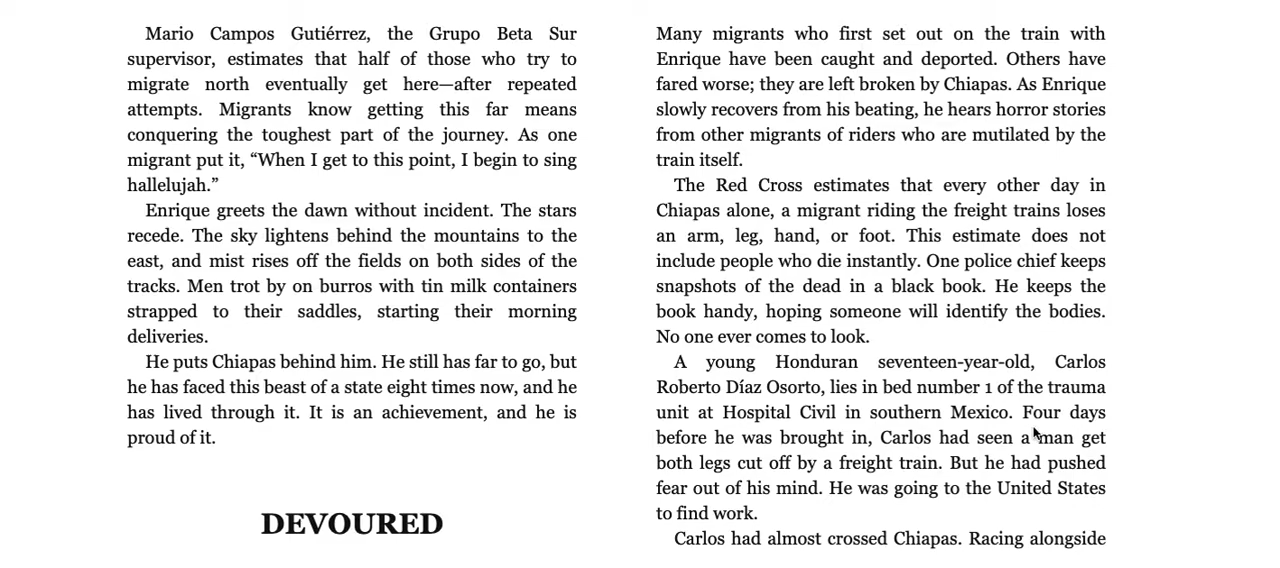 Mario Campos Gutiérrez, the Grupo Beta Sur
supervisor, estimates that half of those who try to
migrate north eventually get here—after repeated
attempts. Migrants know getting this far means
conquering the toughest part of the journey. As one
migrant put it, “When I get to this point, I begin to sing
hallelujah.”
Enrique greets the dawn without incident. The stars
recede. The sky lightens behind the mountains to the
east, and mist rises off the fields on both sides of the
tracks. Men trot by on burros with tin milk containers
strapped to their saddles, starting their morning
deliveries.
He puts Chiapas behind him. He still has far to go, but
he has faced this beast of a state eight times now, and he
has lived through it. It is an achievement, and he is
proud of it.
DEVOURED
Many migrants who first set out on the train with
Enrique have been caught and deported. Others have
fared worse; they are left broken by Chiapas. As Enrique
slowly recovers from his beating, he hears horror stories
from other migrants of riders who are mutilated by the
train itself.
The Red Cross estimates that every other day in
Chiapas alone, a migrant riding the freight trains loses
an arm, leg, hand, or foot. This estimate does not
include people who die instantly. One police chief keeps
snapshots of the dead in a black book. He keeps the
book handy, hoping someone will identify the bodies.
No one ever comes to look.
A young Honduran seventeen-year-old, Carlos
Roberto Díaz Osorto, lies in bed number 1 of the trauma
unit at Hospital Civil in southern Mexico. Four days
before he was brought in, Carlos had seen a man get
both legs cut off by a freight train. But he had pushed
fear out of his mind. He was going to the United States
to find work.
Carlos had almost crossed Chiapas. Racing alongside